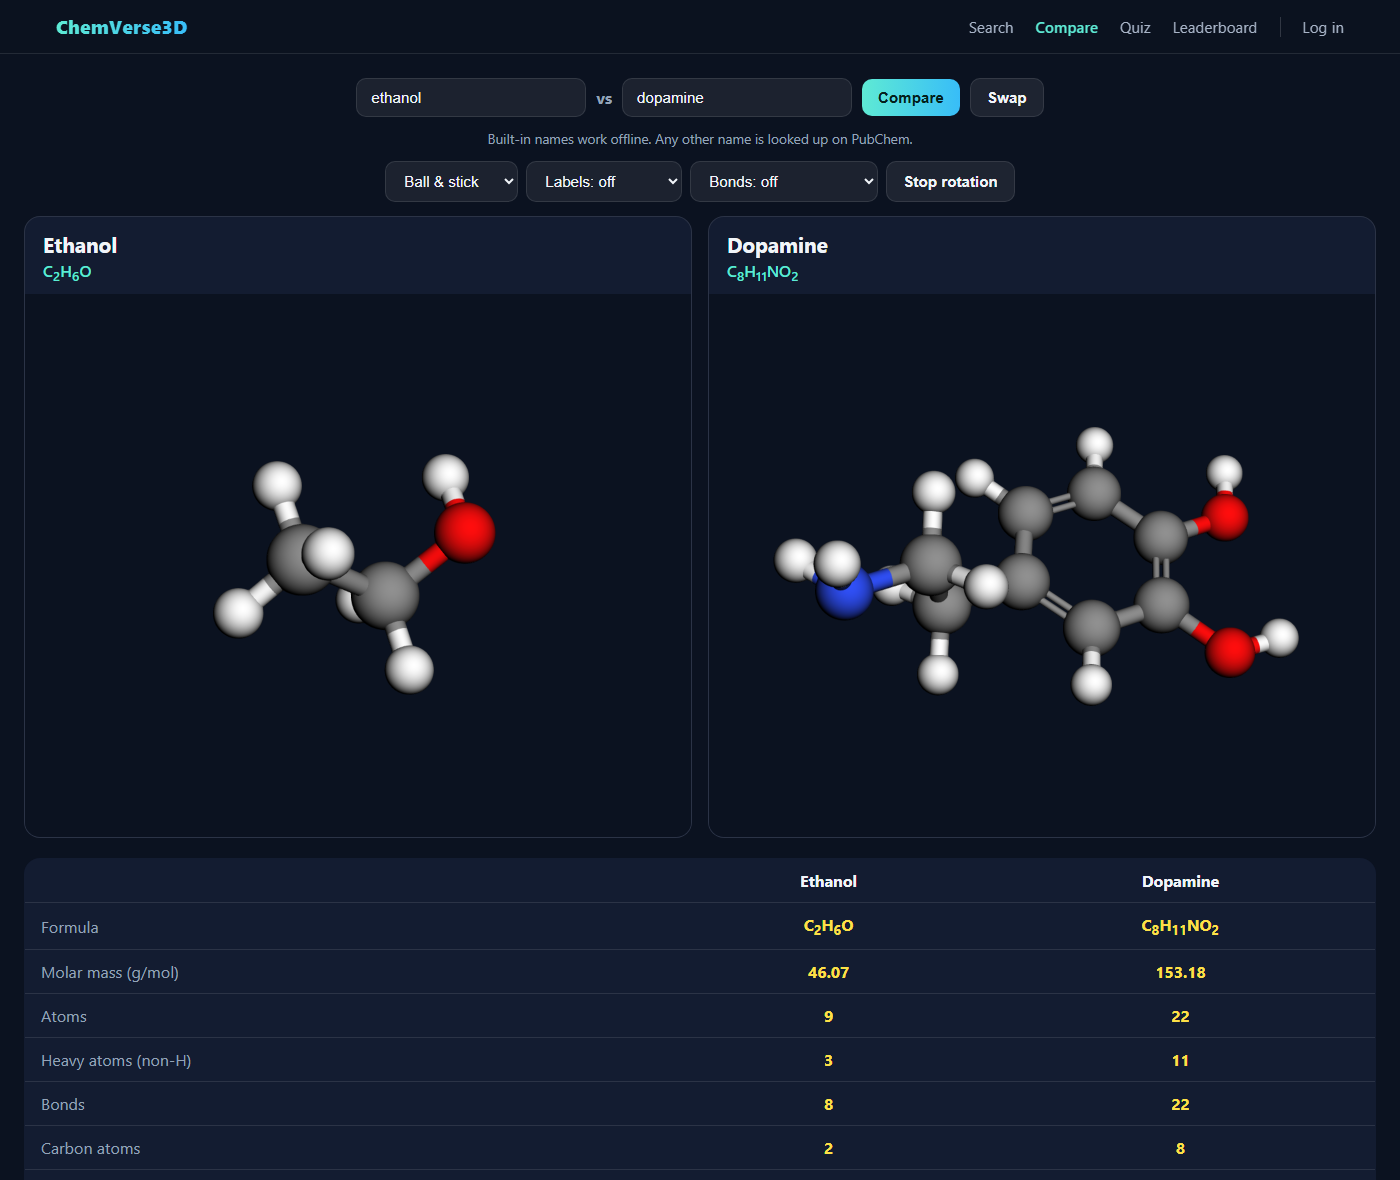 ChemVerse3D Search Compare Quiz Leaderboard Log in
ethanol vs dopamine Compare Swap
Built-in names work offline. Any other name is looked up on PubChem.
Ball & stick Labels: off Bonds: off Stop rotation
Ethanol
C₂H₆O
Dopamine
C₈H₁₁NO₂
Ethanol Dopamine
Formula C₂H₆O C₈H₁₁NO₂
Molar mass (g/mol) 46.07 153.18
Atoms 9 22
Heavy atoms (non-H) 3 11
Bonds 8 22
Carbon atoms 2 8